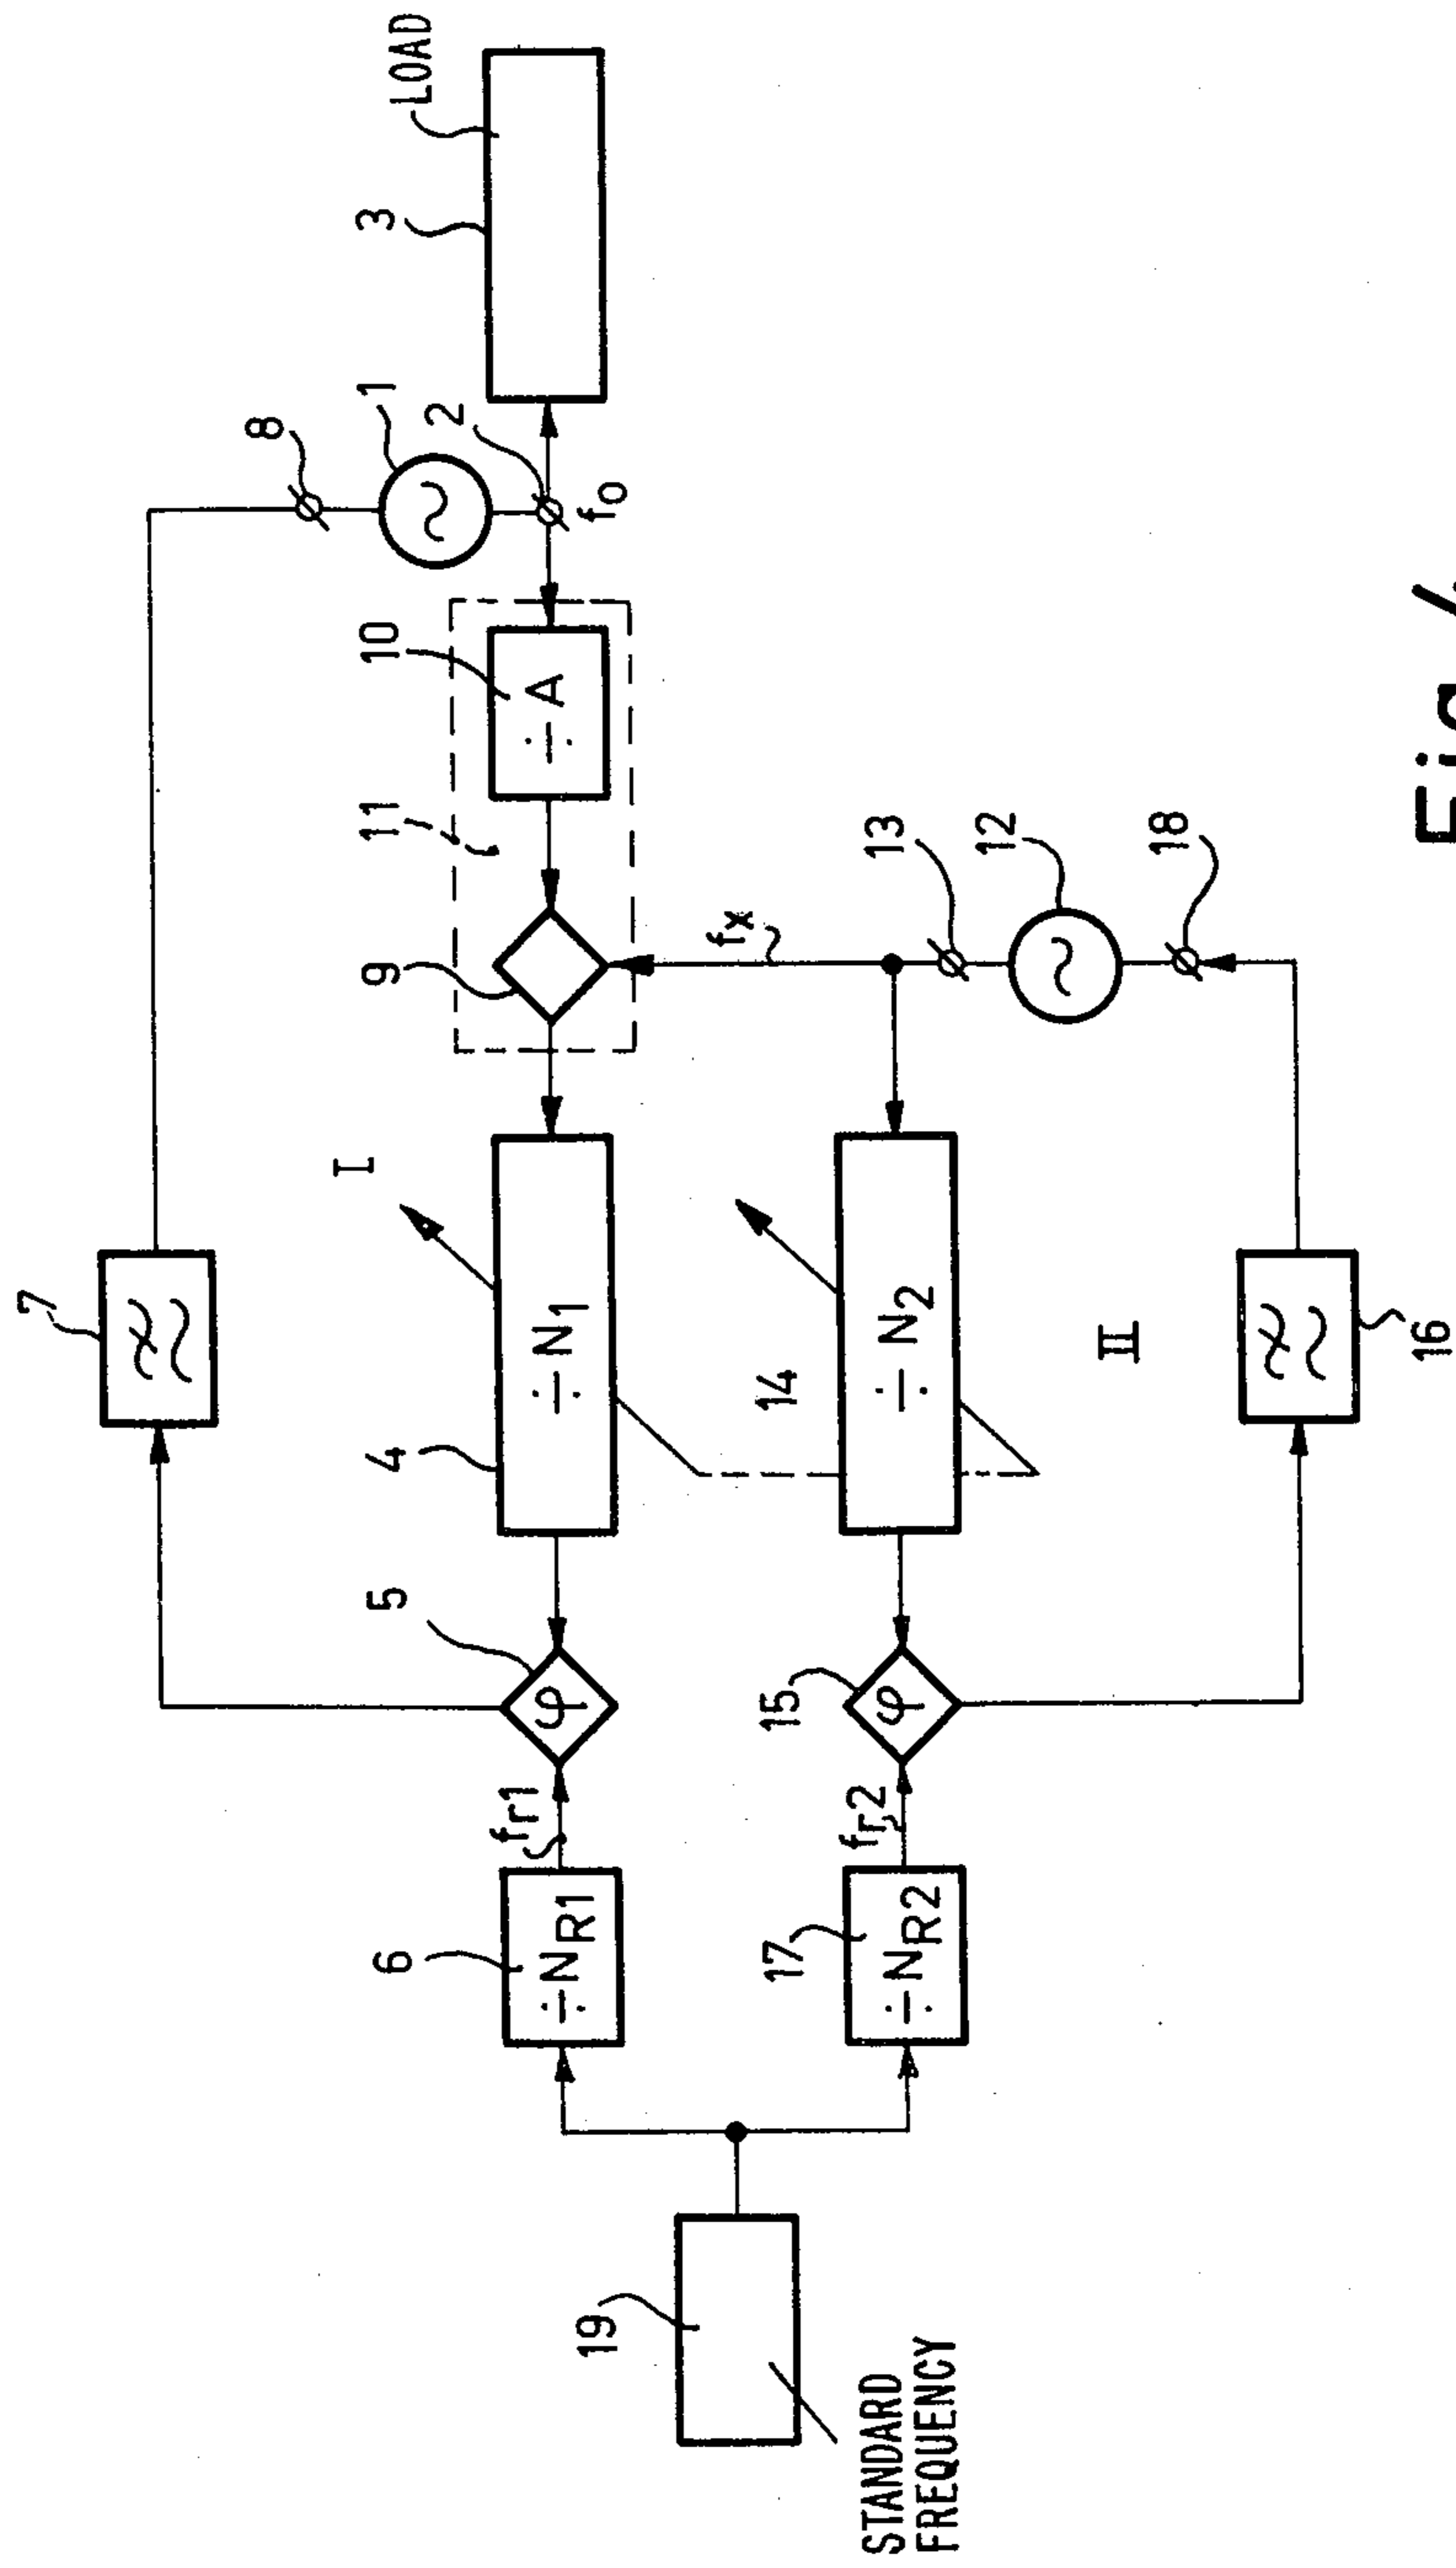 7
8
1
2
f₀
3
LOAD
I
11
10
÷ A
9
4
÷ N₁
5
fr1
6
÷NR1
fx
13
12
18
14
÷ N₂
II
15
fr2
17
÷NR2
16
19
STANDARD
FREQUENCY